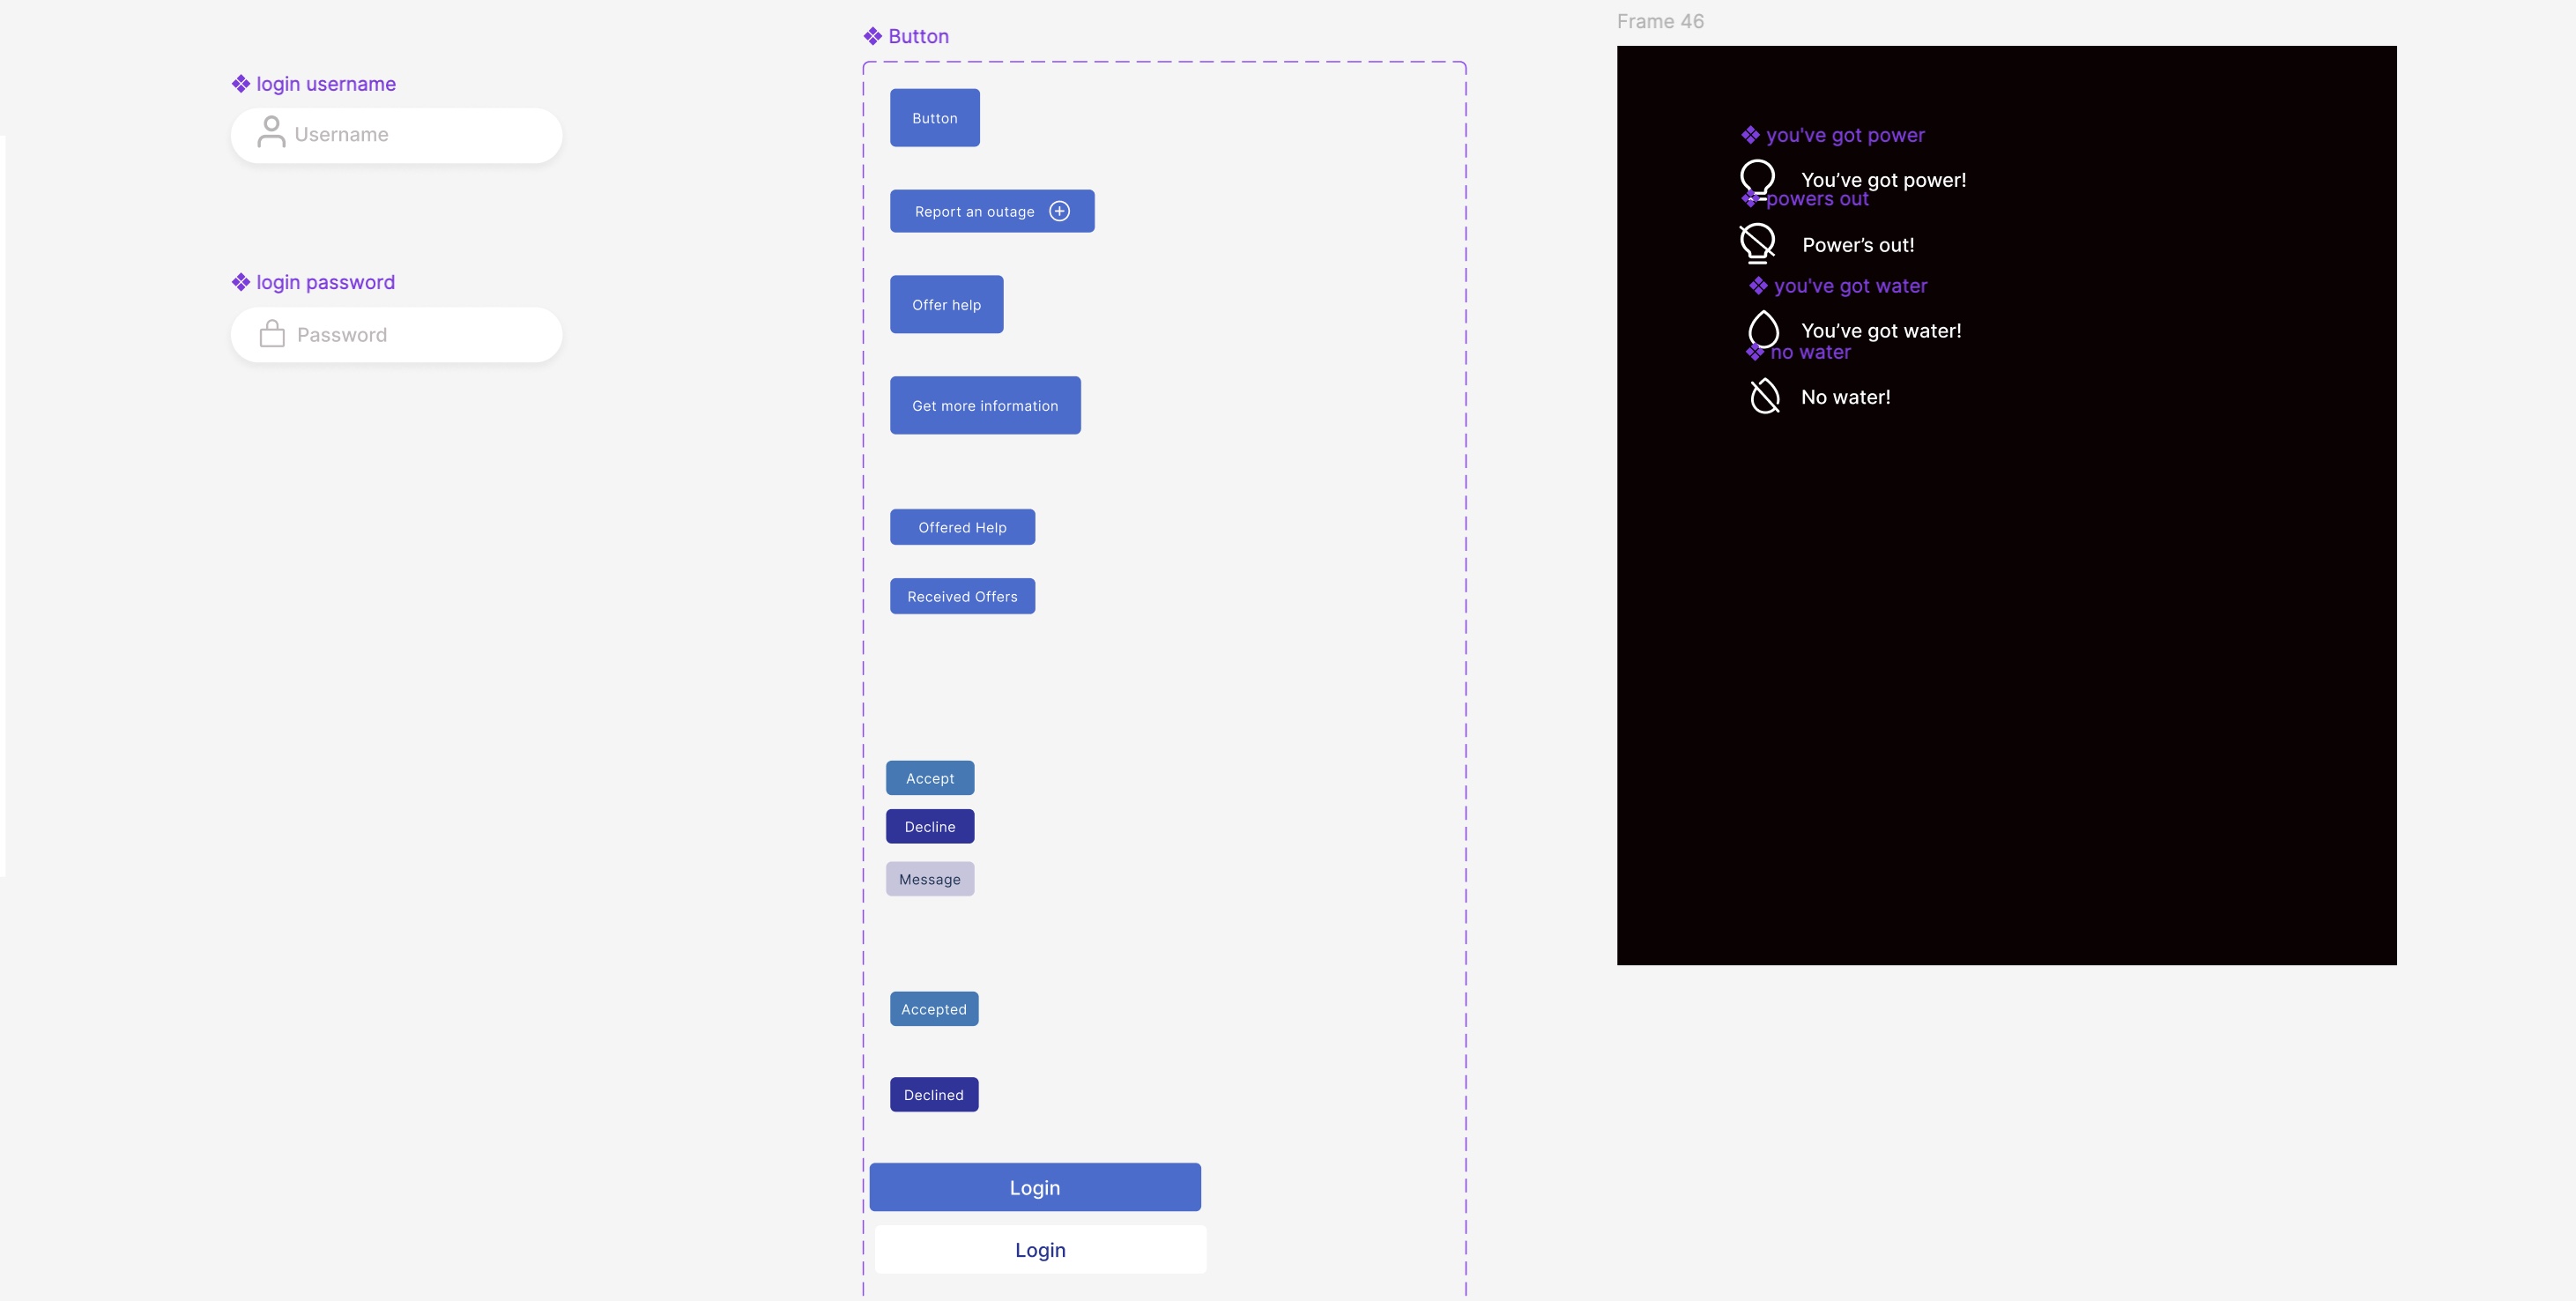 login username
Username
login password
Password
Button
Button
Report an outage
Offer help
Get more information
Offered Help
Received Offers
Accept
Decline
Message
Accepted
Declined
Login
Login
Frame 46
you've got power
You’ve got power!
powers out
Power’s out!
you've got water
You’ve got water!
no water
No water!